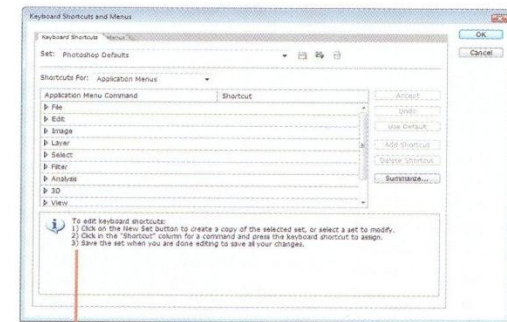 Keyboard Shortcuts and Menus
Keyboard Shortcuts Menus
OK
Set: Photoshop Defaults
Cancel
Shortcuts For: Application Menus
Application Menu Command Shortcut
Accept
File
Undo
Edit
Use Default
Image
Layer
Add Shortcut
Select
Delete Shortcut
Filter
Analysis
Summarize...
3D
View
To edit keyboard shortcuts:
1) Click on the New Set button to create a copy of the selected set, or select a set to modify.
2) Click in the "Shortcut" column for a command and press the keyboard shortcut to assign.
3) Save the set when you are done editing to save all your changes.